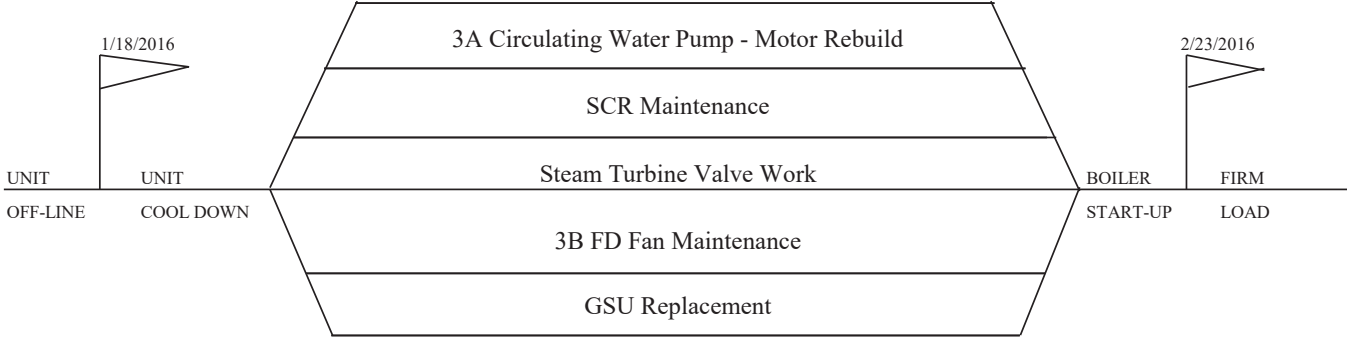 3A Circulating Water Pump - Motor Rebuild
1/18/2016
2/23/2016
SCR Maintenance
Steam Turbine Valve Work
UNIT
OFF-LINE
UNIT
COOL DOWN
BOILER
START-UP
FIRM
LOAD
3B FD Fan Maintenance
GSU Replacement